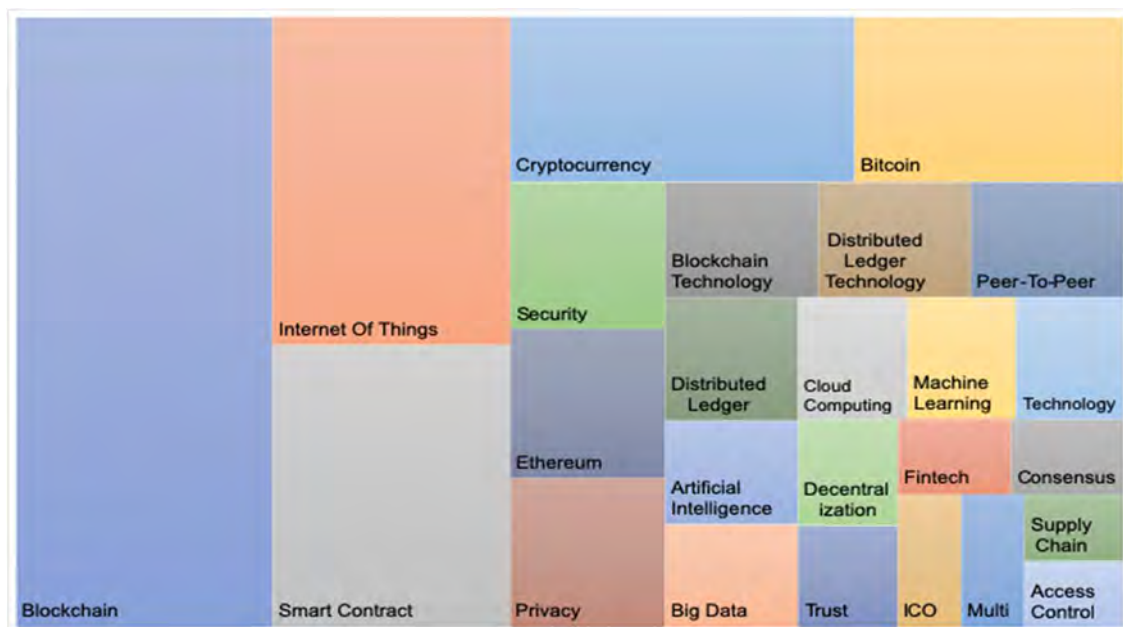 Cryptocurrency
Bitcoin
Blockchain
Technology
Distributed
Ledger
Technology
Peer-To-Peer
Security
Internet Of Things
Distributed
Ledger
Cloud
Computing
Machine
Learning
Technology
Ethereum
Artificial
Intelligence
Decentral
ization
Fintech
Consensus
Supply
Chain
Blockchain
Smart Contract
Privacy
Big Data
Trust
ICO
Multi
Access
Control